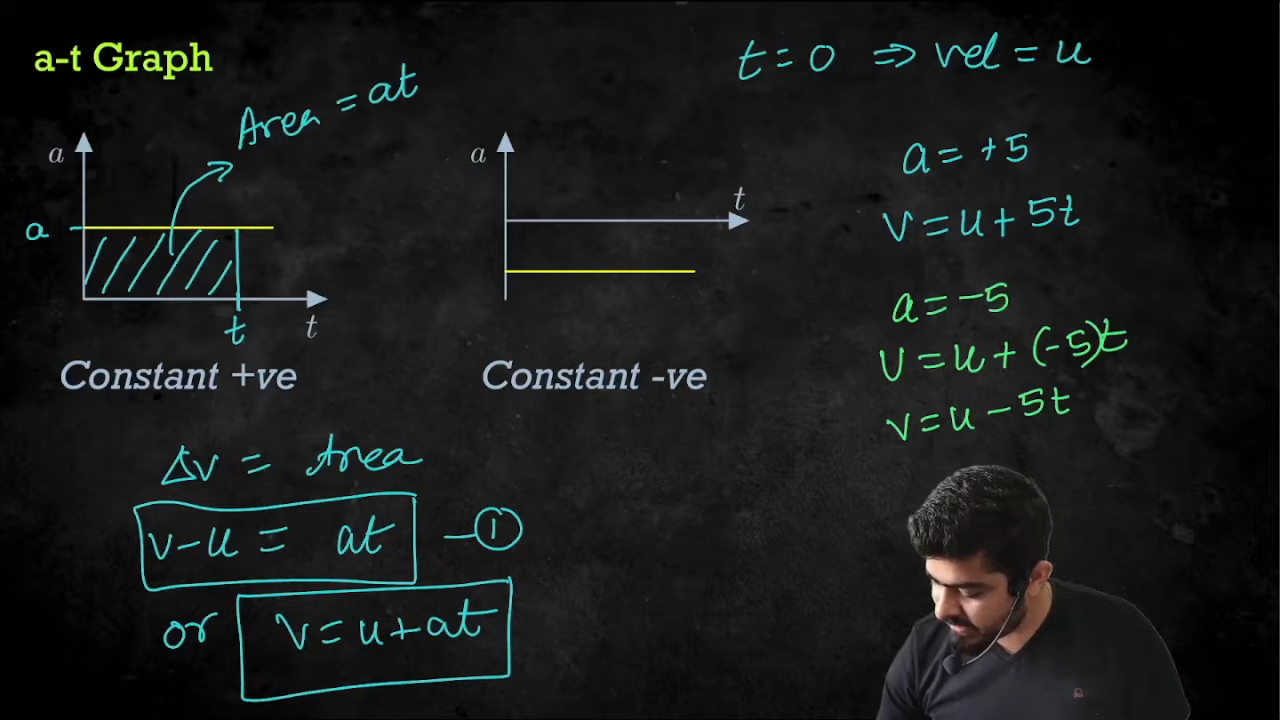 a-t Graph
Area = at
a
a
t
t
Constant +ve
a
t
Constant -ve
t = 0 ⇒ vel = u
a = +5
v = u + 5t
a = -5
v = u + (-5)t
v = u - 5t
Δv = Area
v-u = at —①
or v = u+at